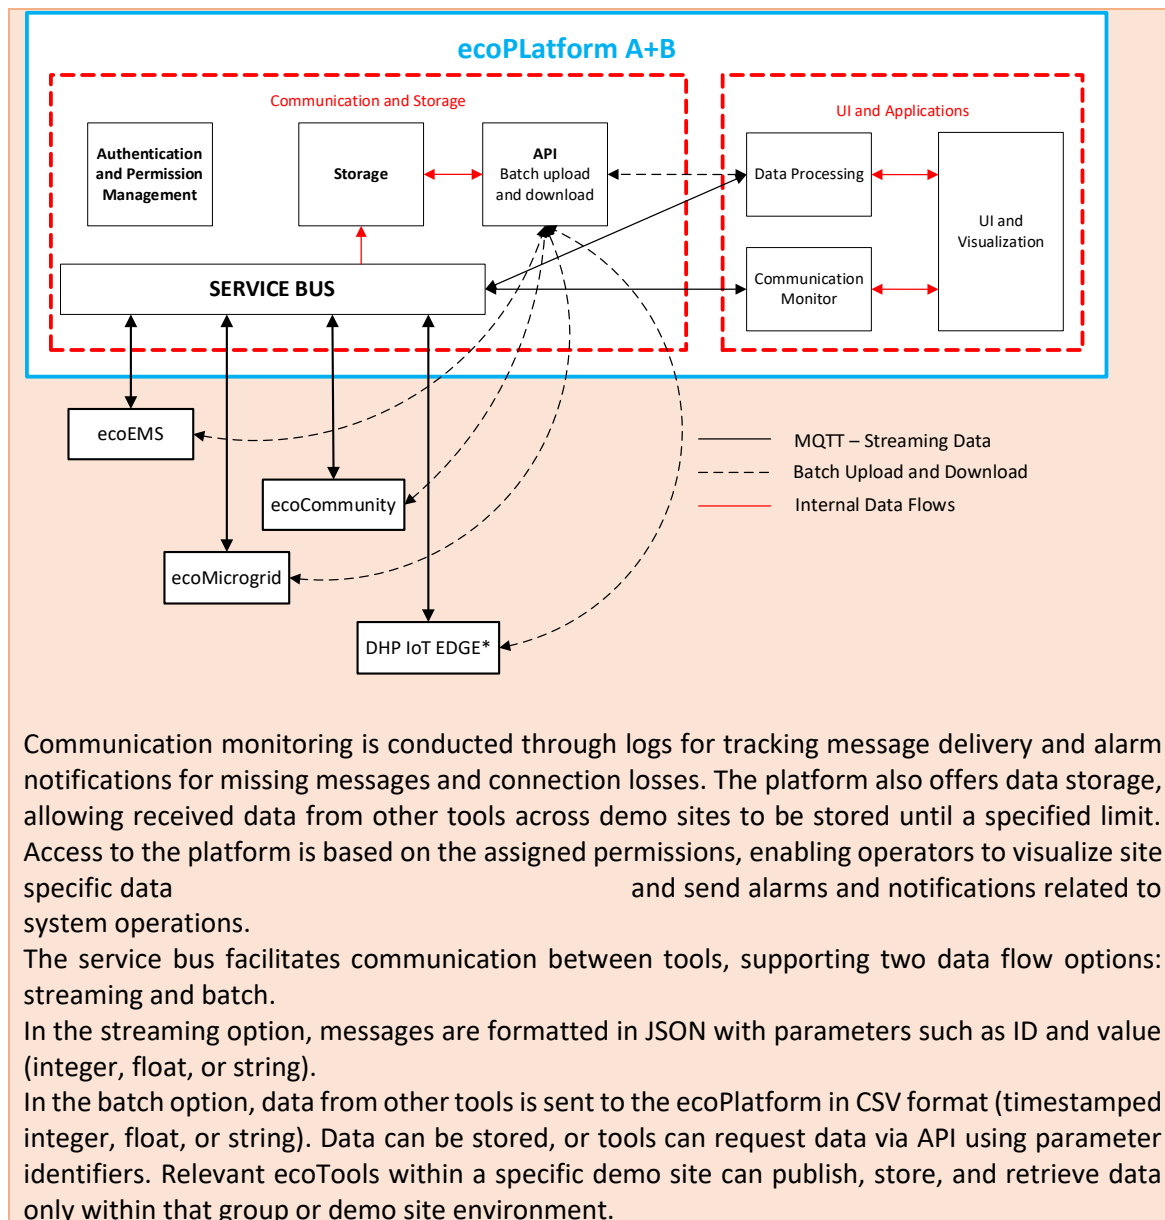 ecoPLatform A+B
Communication and Storage
UI and Applications
Authentication
and Permission
Management
Storage
API
Batch upload
and download
Data Processing
UI and
Visualization
Communication
Monitor
SERVICE BUS
ecoEMS
ecoCommunity
ecoMicrogrid
DHP IoT EDGE*
MQTT – Streaming Data
Batch Upload and Download
Internal Data Flows
Communication monitoring is conducted through logs for tracking message delivery and alarm
notifications for missing messages and connection losses. The platform also offers data storage,
allowing received data from other tools across demo sites to be stored until a specified limit.
Access to the platform is based on the assigned permissions, enabling operators to visualize site
specific data and send alarms and notifications related to
system operations.
The service bus facilitates communication between tools, supporting two data flow options:
streaming and batch.
In the streaming option, messages are formatted in JSON with parameters such as ID and value
(integer, float, or string).
In the batch option, data from other tools is sent to the ecoPlatform in CSV format (timestamped
integer, float, or string). Data can be stored, or tools can request data via API using parameter
identifiers. Relevant ecoTools within a specific demo site can publish, store, and retrieve data
only within that group or demo site environment.